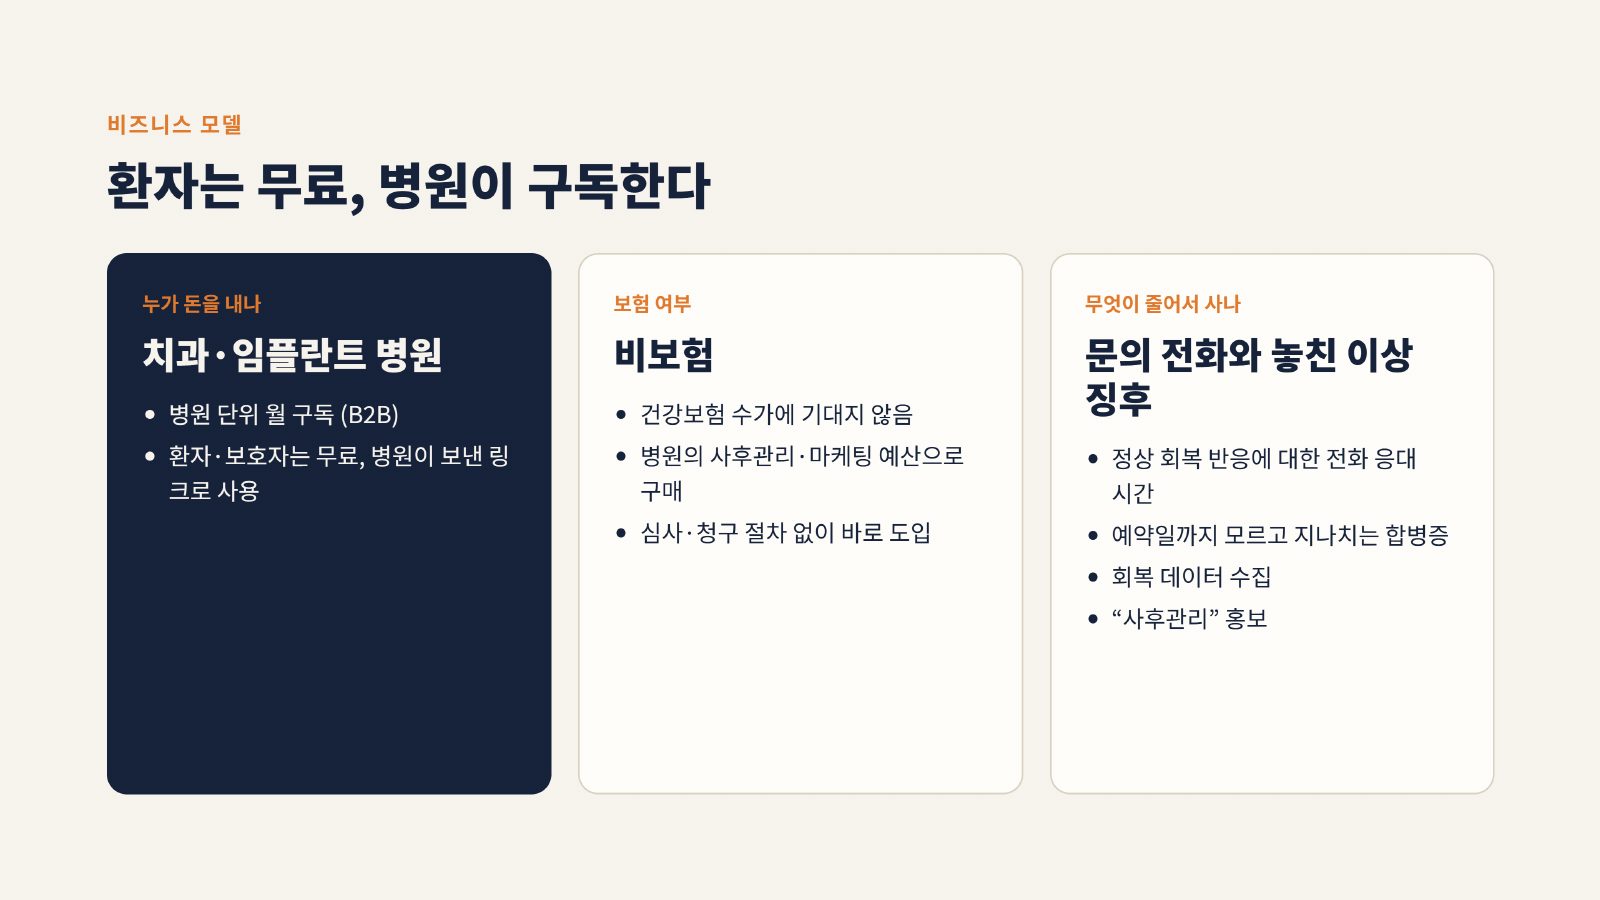 비즈니스 모델
환자는 무료, 병원이 구독한다
누가 돈을 내나
치과·임플란트 병원
• 병원 단위 월 구독 (B2B)
• 환자·보호자는 무료, 병원이 보낸 링
크로 사용
보험 여부
비보험
• 건강보험 수가에 기대지 않음
• 병원의 사후관리·마케팅 예산으로
구매
• 심사·청구 절차 없이 바로 도입
무엇이 줄어서 사나
문의 전화와 놓친 이상
징후
• 정상 회복 반응에 대한 전화 응대
시간
• 예약일까지 모르고 지나치는 합병증
• 회복 데이터 수집
• “사후관리” 홍보